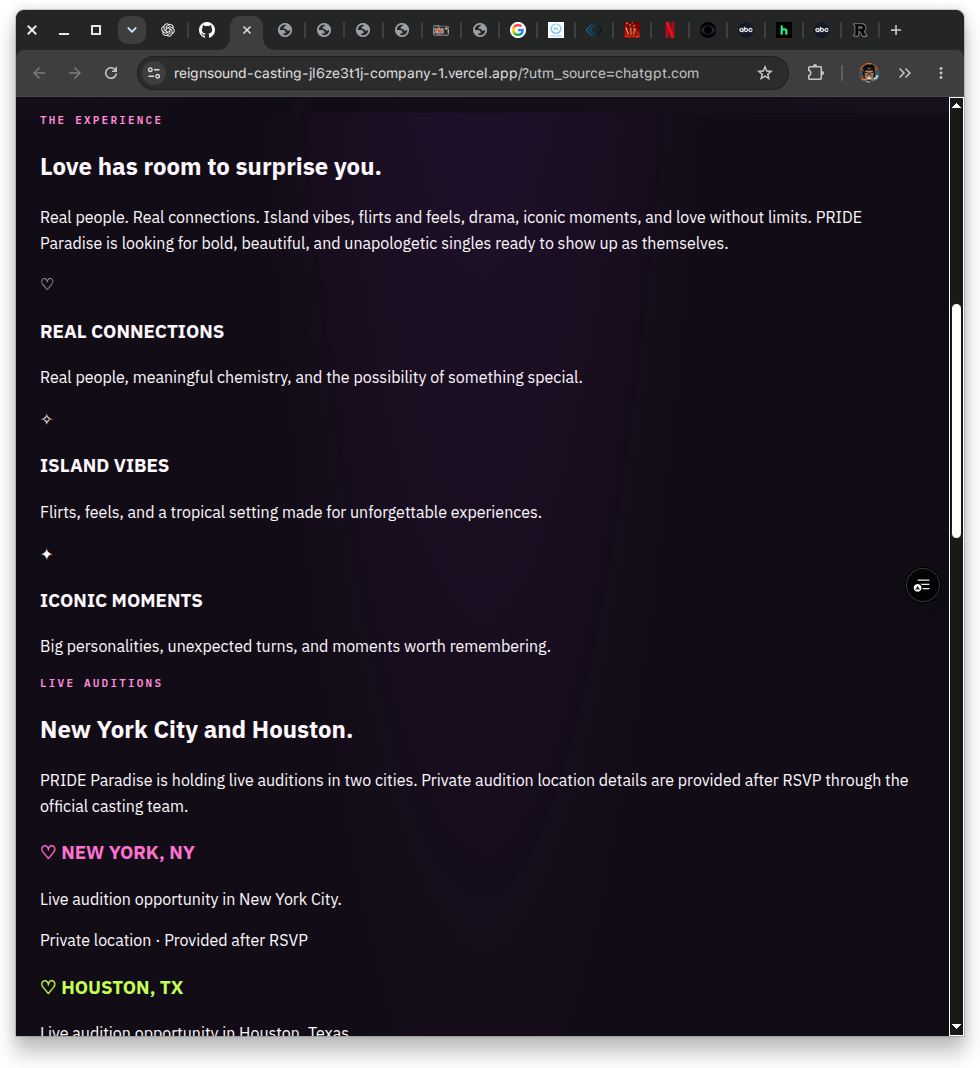 reignsound-casting-jl6ze3t1j-company-1.vercel.app/?utm_source=chatgpt.com
THE EXPERIENCE
Love has room to surprise you.
Real people. Real connections. Island vibes, flirts and feels, drama, iconic moments, and love without limits. PRIDE
Paradise is looking for bold, beautiful, and unapologetic singles ready to show up as themselves.
♡
REAL CONNECTIONS
Real people, meaningful chemistry, and the possibility of something special.
✧
ISLAND VIBES
Flirts, feels, and a tropical setting made for unforgettable experiences.
✦
ICONIC MOMENTS
Big personalities, unexpected turns, and moments worth remembering.
LIVE AUDITIONS
New York City and Houston.
PRIDE Paradise is holding live auditions in two cities. Private audition location details are provided after RSVP through the
official casting team.
♡ NEW YORK, NY
Live audition opportunity in New York City.
Private location · Provided after RSVP
♡ HOUSTON, TX
Live audition opportunity in Houston, Texas.